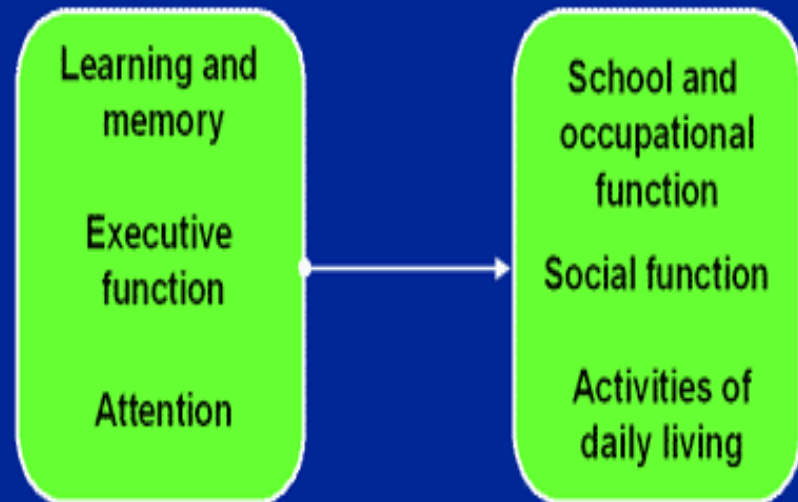 Learning and
memory
Executive
function
Attention
School and
occupational
function
Social function
Activities of
daily living